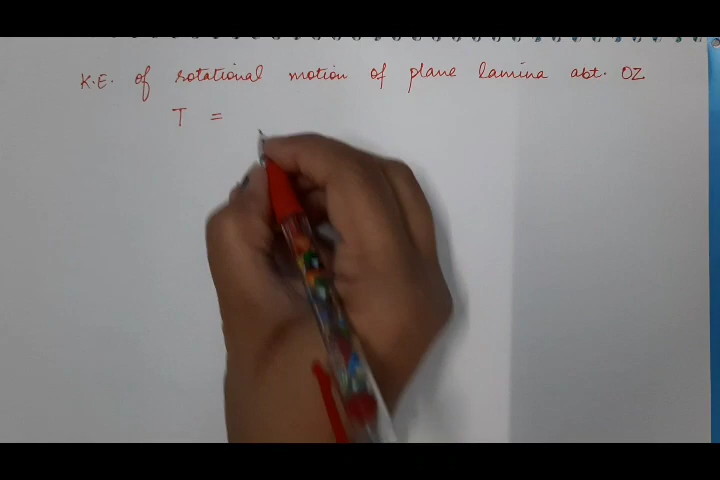 K.E. of rotational motion of plane lamina abt. OZ
T =